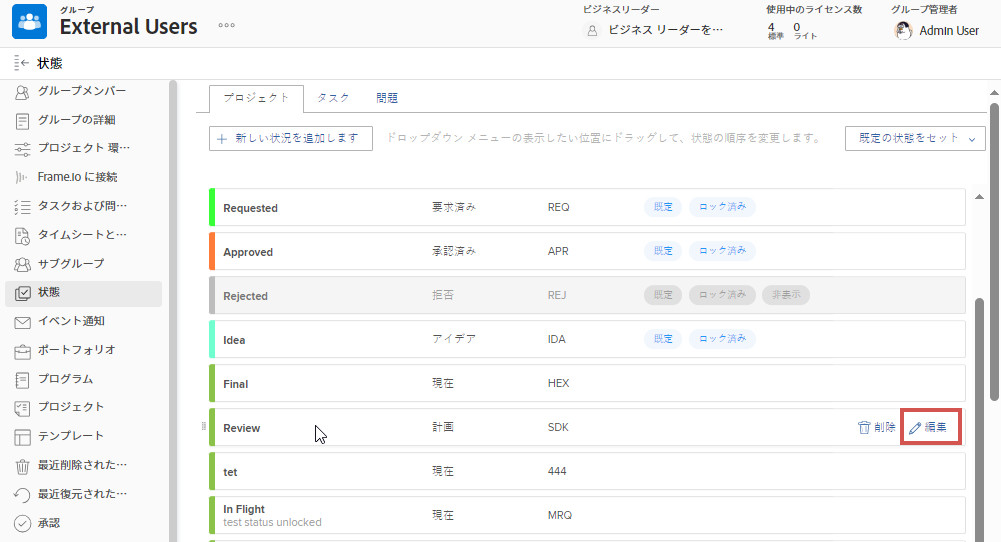 グループ
External Users
ビジネスリーダー
ビジネス リーダーを…
使用中のライセンス数
4 0
標準 ライト
グループ管理者
Admin User
状態
グループメンバー
グループの詳細
プロジェクト 環…
Frame.io に接続
タスクおよび問…
タイムシートと…
サブグループ
状態
イベント通知
ポートフォリオ
プログラム
プロジェクト
テンプレート
最近削除された…
最近復元された…
承認
プロジェクト タスク 問題
新しい状況を追加します ドロップダウン メニューの表示したい位置にドラッグして、状態の順序を変更します。 既定の状態をセット
Requested 要求済み REQ 既定 ロック済み
Approved 承認済み APR 既定 ロック済み
Rejected 拒否 REJ 既定 ロック済み 非表示
Idea アイデア IDA 既定 ロック済み
Final 現在 HEX
Review 計画 SDK 削除 編集
tet 現在 444
In Flight 現在 MRQ
test status unlocked